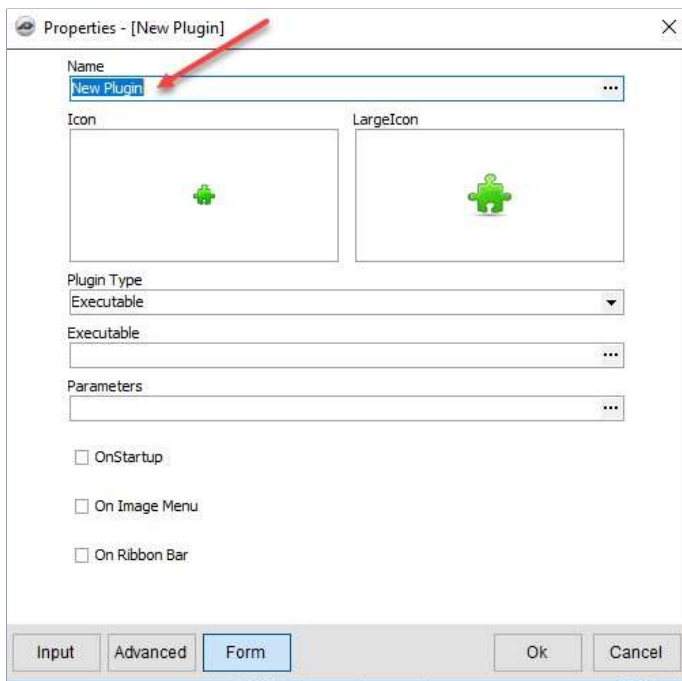 Properties - [New Plugin]
Name
New Plugin
Icon LargeIcon
Plugin Type
Executable
Executable
Parameters
OnStartup
On Image Menu
On Ribbon Bar
Input Advanced Form Ok Cancel